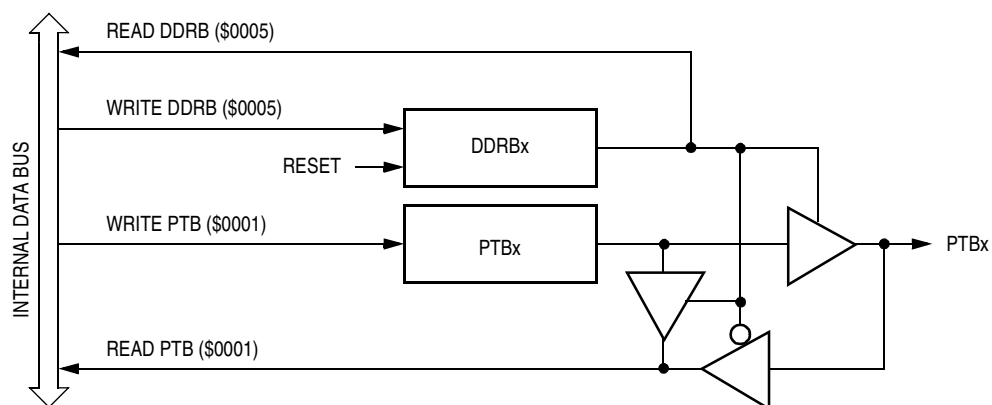 READ DDRB ($0005)
WRITE DDRB ($0005)
DDRBx
RESET
WRITE PTB ($0001)
PTBx
PTBx
READ PTB ($0001)
INTERNAL DATA BUS